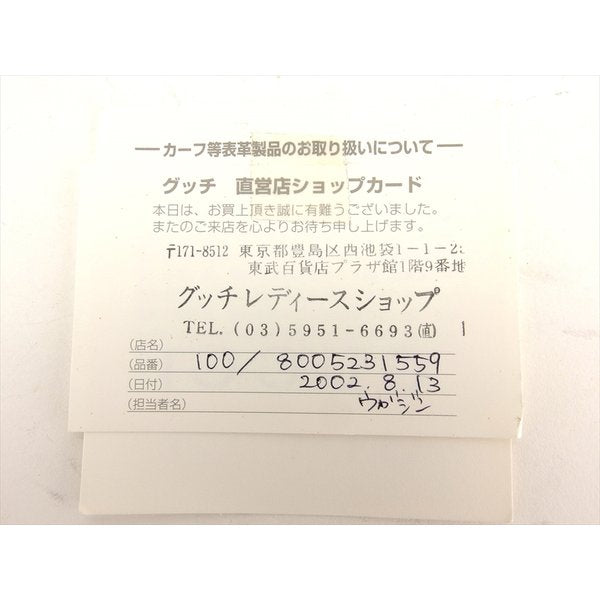 カーフ等表革製品のお取り扱いについて
グッチ 直営店ショップカード
本日は、お買上頂き誠に有難うございました。
またのご来店を心よりお待ち申し上げます。
〒171-8512 東京都豊島区西池袋1-1-25
東武百貨店プラザ館1階9番地
グッチレディースショップ
TEL. (03)5951-6693㊞
(店名)
(品番) 100/8005231559
(日付) 2002.8.13
(担当者名)